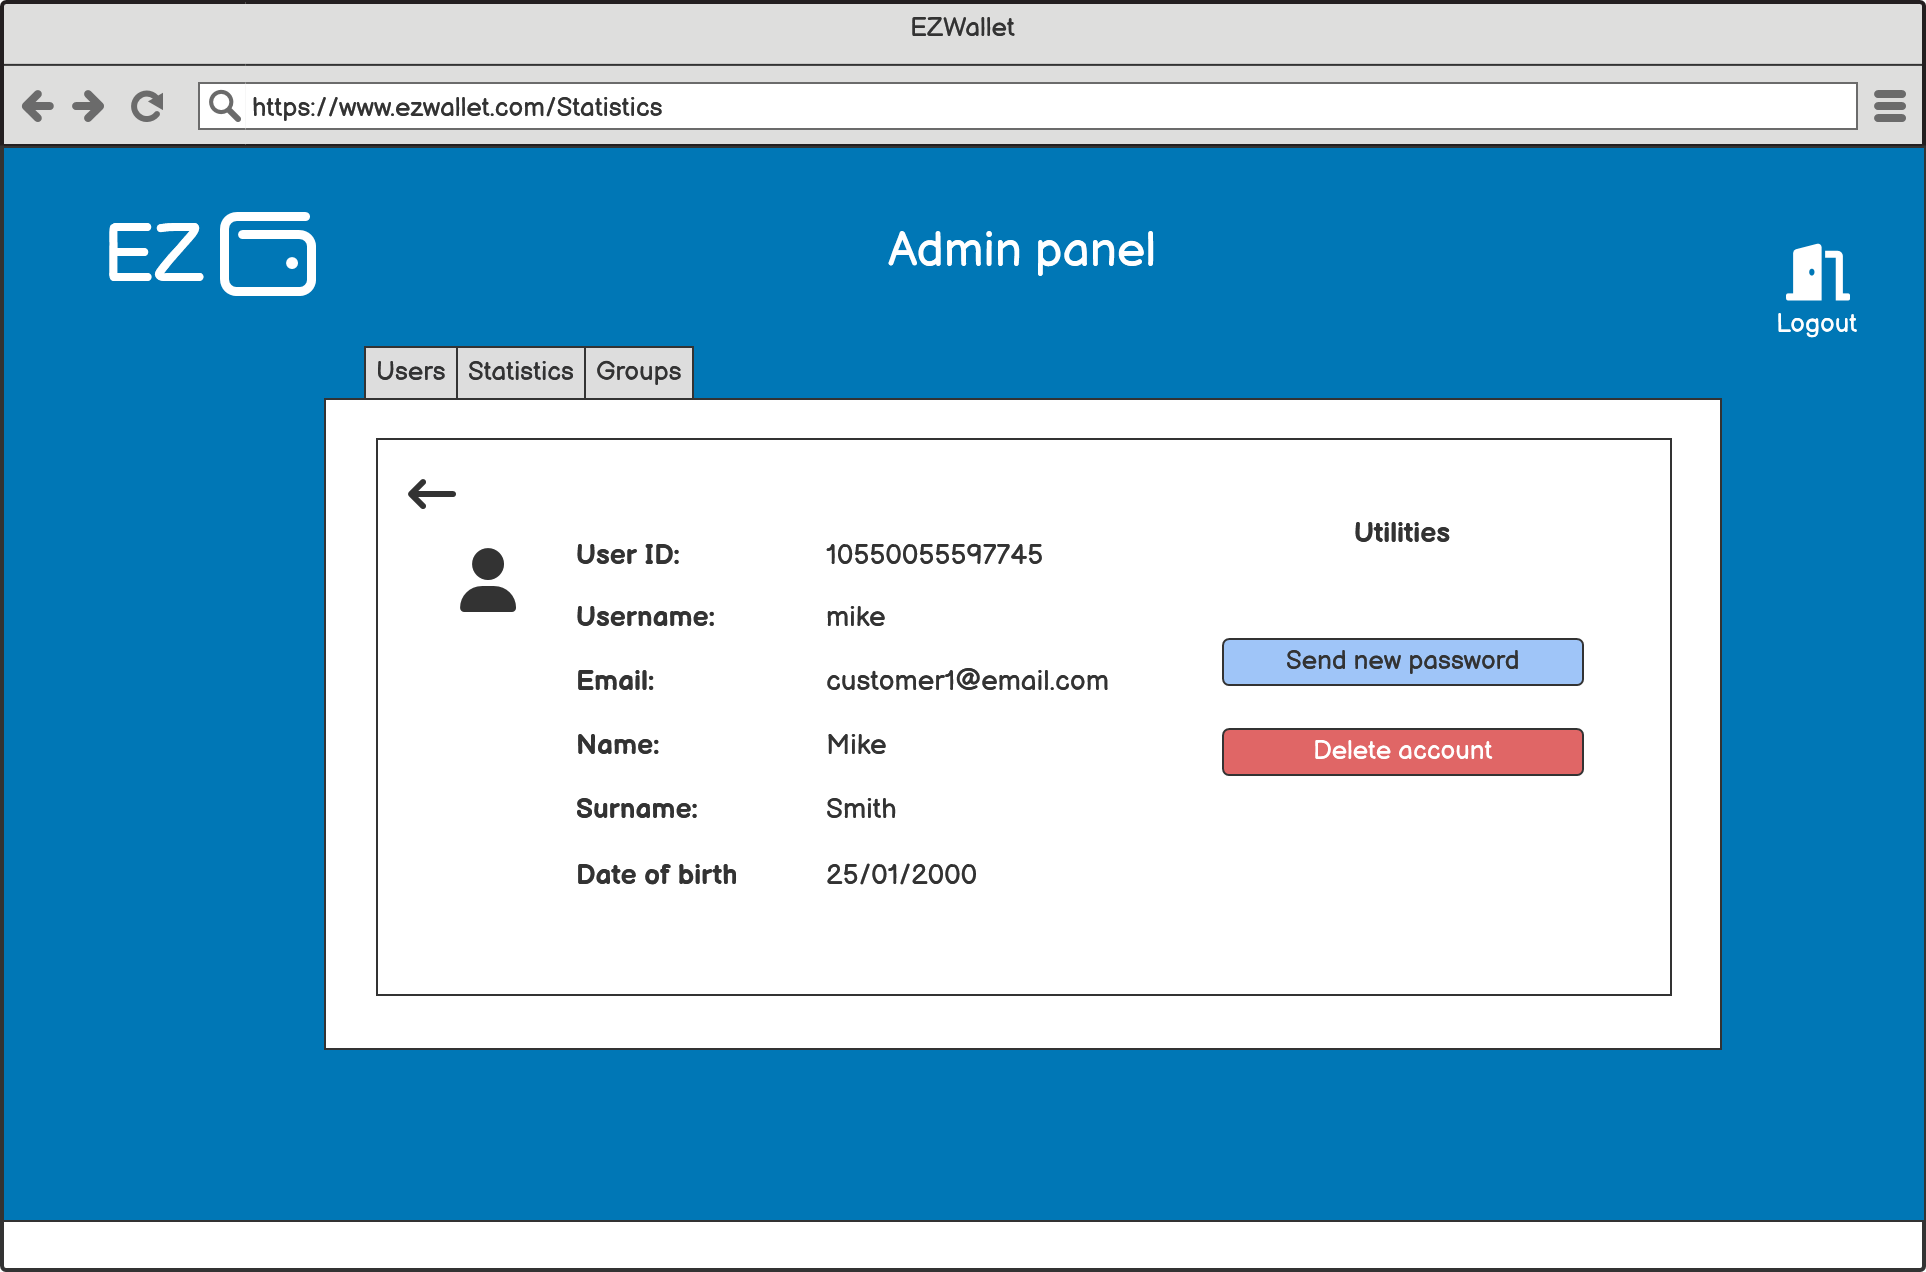 EZWallet
https://www.ezwallet.com/Statistics
EZ
Admin panel
Logout
Users Statistics Groups
Utilities
User ID: 10550055597745
Username: mike
Send new password
Email: customer1@email.com
Name: Mike
Delete account
Surname: Smith
Date of birth 25/01/2000